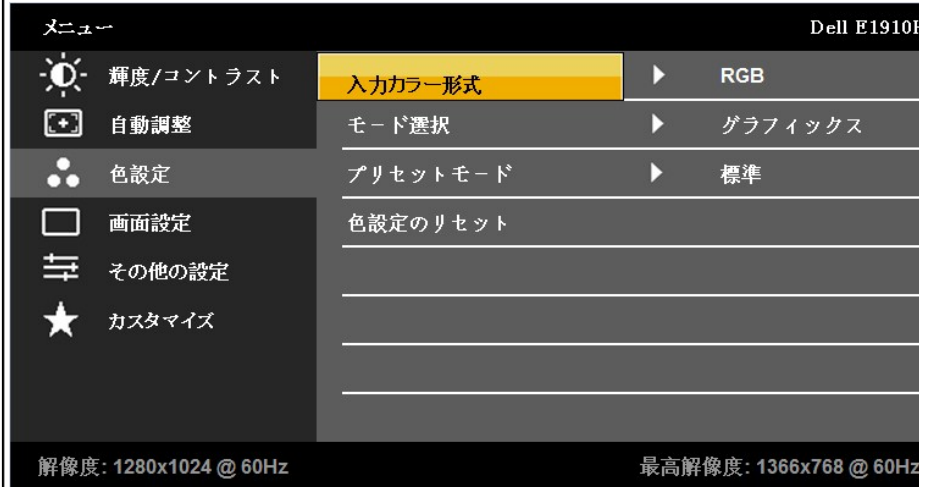 メニュー Dell E1910H
輝度/コントラスト 入力カラー形式 RGB
自動調整 モード選択 グラフィックス
色設定 プリセットモード 標準
画面設定 色設定のリセット
その他の設定
カスタマイズ
解像度: 1280x1024 @ 60Hz 最高解像度: 1366x768 @ 60Hz